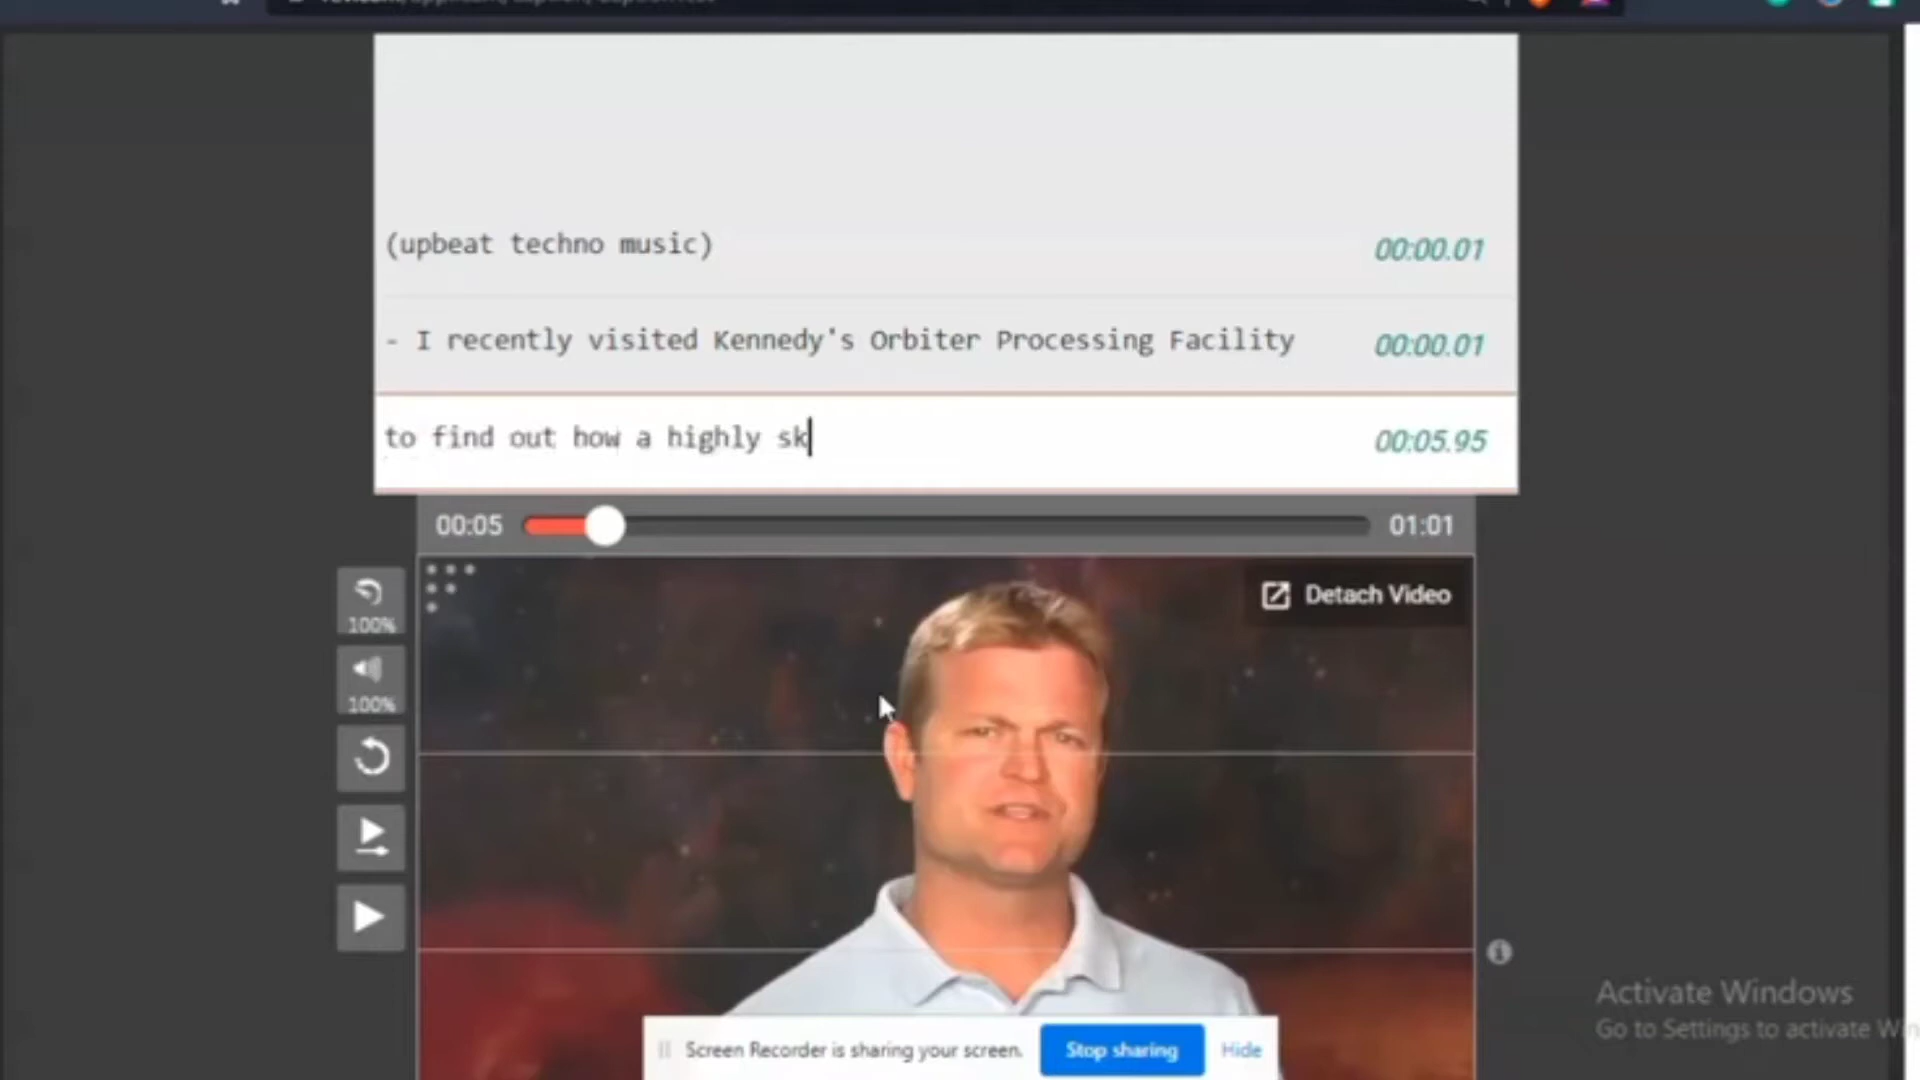 (upbeat techno music) 00:00.01
- I recently visited Kennedy's Orbiter Processing Facility 00:00.01
to find out how a highly sk 00:05.95
00:05 01:01
Detach Video
100%
100%
Screen Recorder is sharing your screen. Stop sharing Hide
Activate Windows
Go to Settings to activate Win